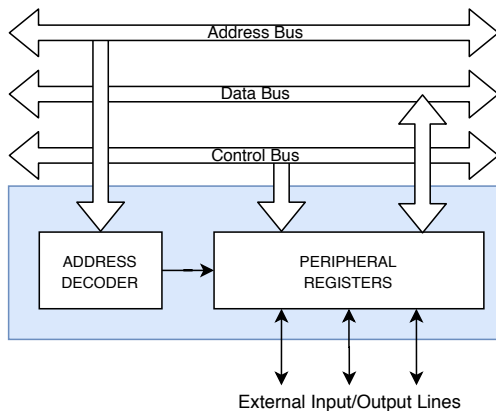 Address Bus
Data Bus
Control Bus
ADDRESS
DECODER
PERIPHERAL
REGISTERS
External Input/Output Lines